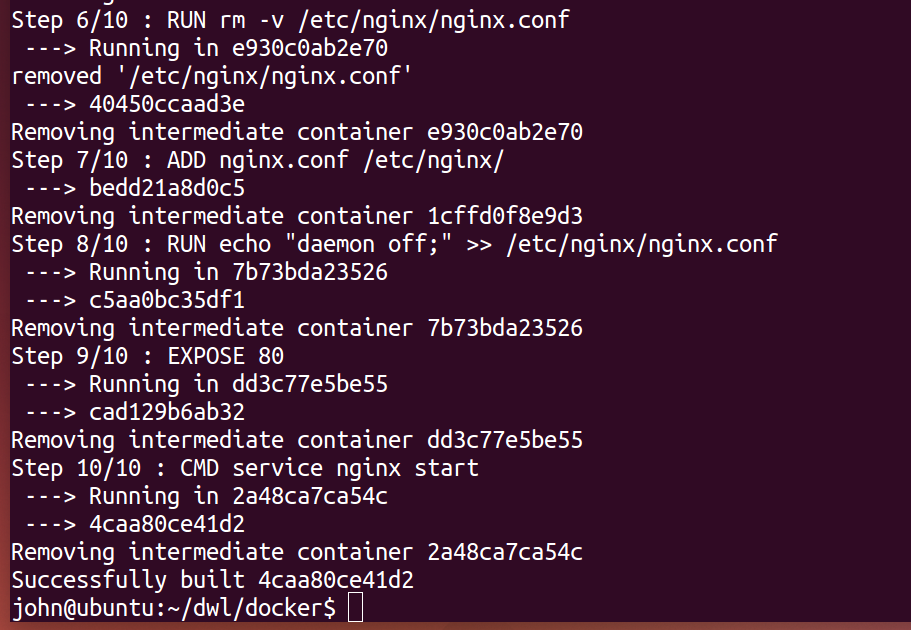 Step 6/10 : RUN rm -v /etc/nginx/nginx.conf
 ---> Running in e930c0ab2e70
removed '/etc/nginx/nginx.conf'
 ---> 40450ccaad3e
Removing intermediate container e930c0ab2e70
Step 7/10 : ADD nginx.conf /etc/nginx/
 ---> bedd21a8d0c5
Removing intermediate container 1cffd0f8e9d3
Step 8/10 : RUN echo "daemon off;" >> /etc/nginx/nginx.conf
 ---> Running in 7b73bda23526
 ---> c5aa0bc35df1
Removing intermediate container 7b73bda23526
Step 9/10 : EXPOSE 80
 ---> Running in dd3c77e5be55
 ---> cad129b6ab32
Removing intermediate container dd3c77e5be55
Step 10/10 : CMD service nginx start
 ---> Running in 2a48ca7ca54c
 ---> 4caa80ce41d2
Removing intermediate container 2a48ca7ca54c
Successfully built 4caa80ce41d2
john@ubuntu:~/dwl/docker$